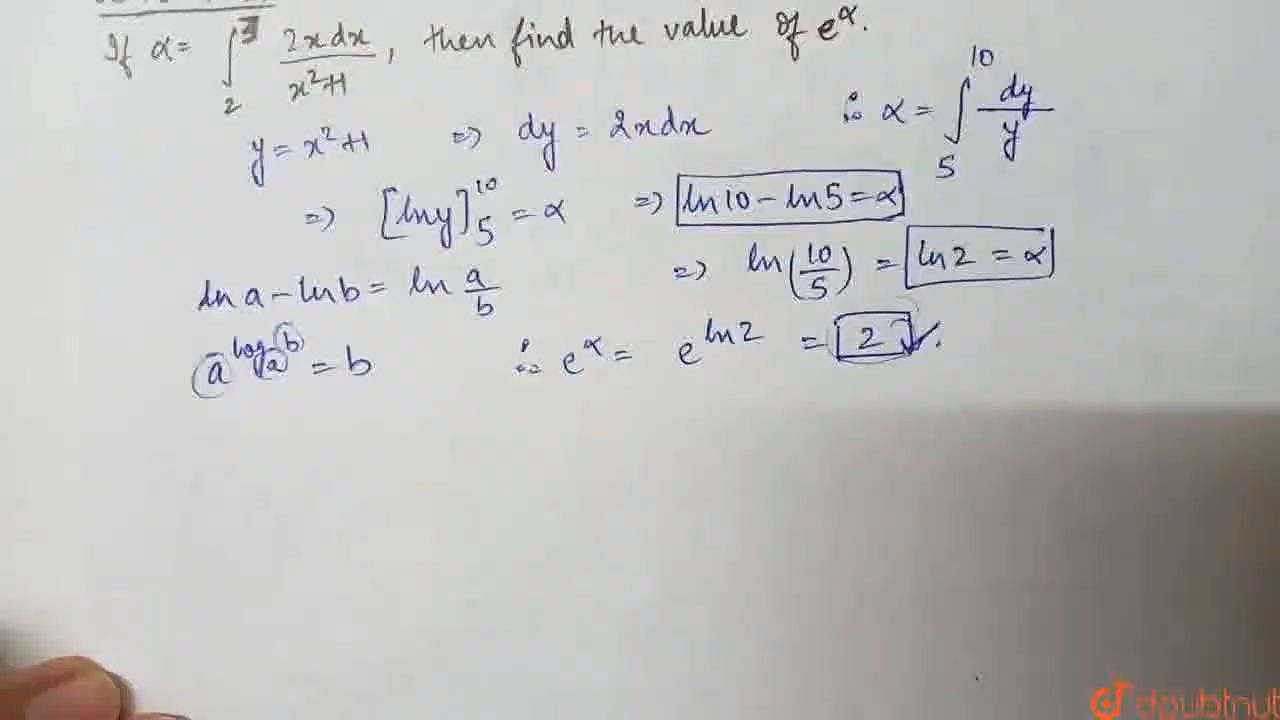 If α = ∫₂³ 2x dx / x²+1, then find the value of e^α.
y = x²+1 ⇒ dy = 2x dx ∴ α = ∫₅¹⁰ dy/y
⇒ [ln y]₅¹⁰ = α ⇒ ln10 − ln5 = α
⇒ ln(10/5) = ln2 = α
ln a − ln b = ln a/b
a^(log_a b) = b ∴ e^α = e^(ln2) = 2
doubtnut